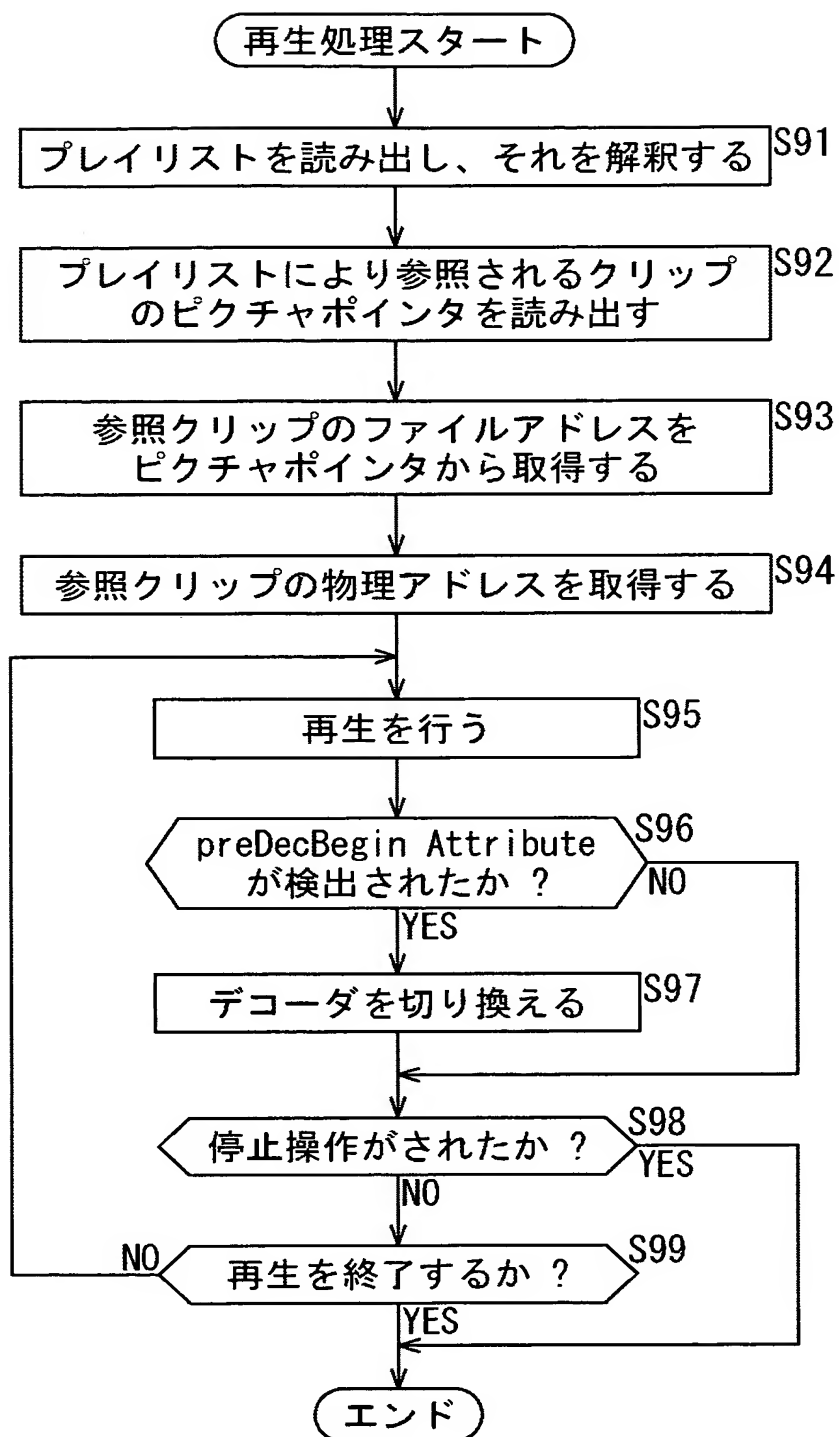 再生処理スタート
プレイリストを読み出し、それを解釈する
S91
プレイリストにより参照されるクリップ
のピクチャポインタを読み出す
S92
参照クリップのファイルアドレスを
ピクチャポインタから取得する
S93
参照クリップの物理アドレスを取得する
S94
再生を行う
S95
preDecBegin Attribute
が検出されたか ?
S96
NO
YES
デコーダを切り換える
S97
停止操作がされたか ?
S98
YES
NO
再生を終了するか ?
S99
NO
YES
エンド